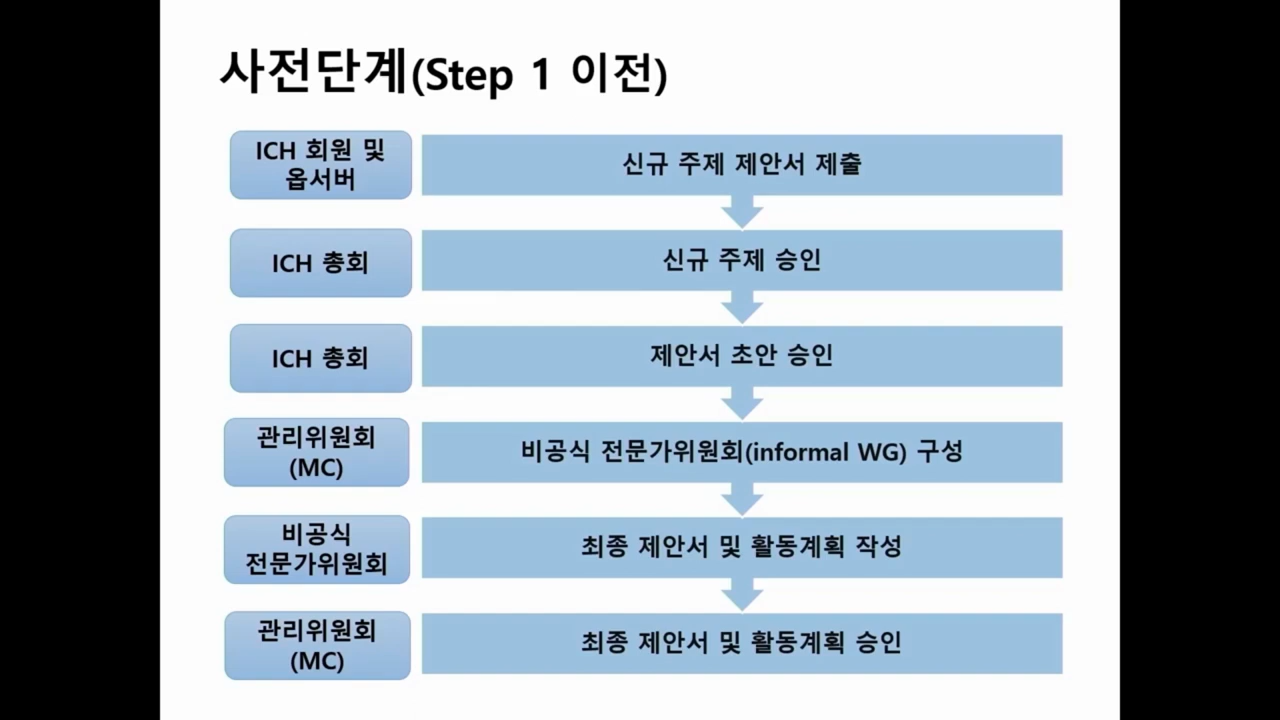 사전단계(Step 1 이전)
ICH 회원 및
옵서버
신규 주제 제안서 제출
ICH 총회
신규 주제 승인
ICH 총회
제안서 초안 승인
관리위원회
(MC)
비공식 전문가위원회(informal WG) 구성
비공식
전문가위원회
최종 제안서 및 활동계획 작성
관리위원회
(MC)
최종 제안서 및 활동계획 승인